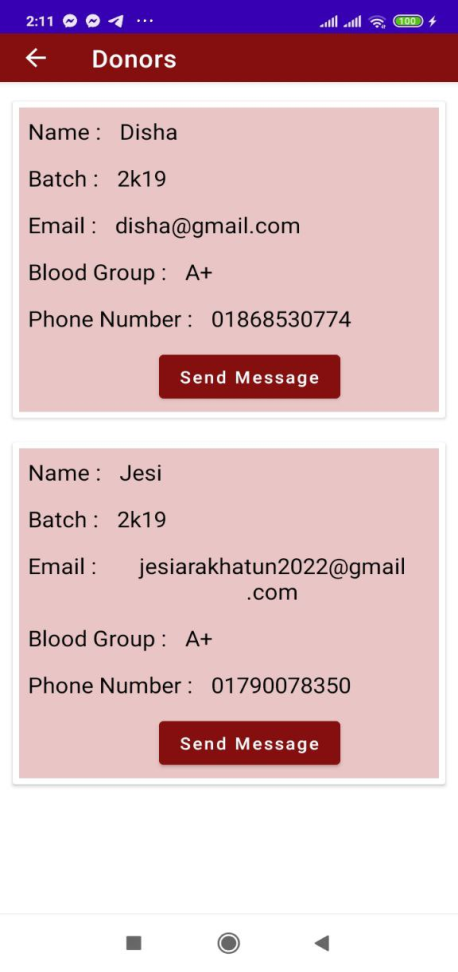 2:11
100
Donors
Name : Disha
Batch : 2k19
Email : disha@gmail.com
Blood Group : A+
Phone Number : 01868530774
Send Message
Name : Jesi
Batch : 2k19
Email : jesiarakhatun2022@gmail
.com
Blood Group : A+
Phone Number : 01790078350
Send Message